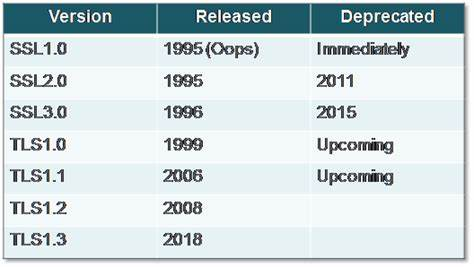 Version Released Deprecated
SSL1.0 1995 (Oops) Immediately
SSL2.0 1995 2011
SSL3.0 1996 2015
TLS1.0 1999 Upcoming
TLS1.1 2006 Upcoming
TLS1.2 2008
TLS1.3 2018